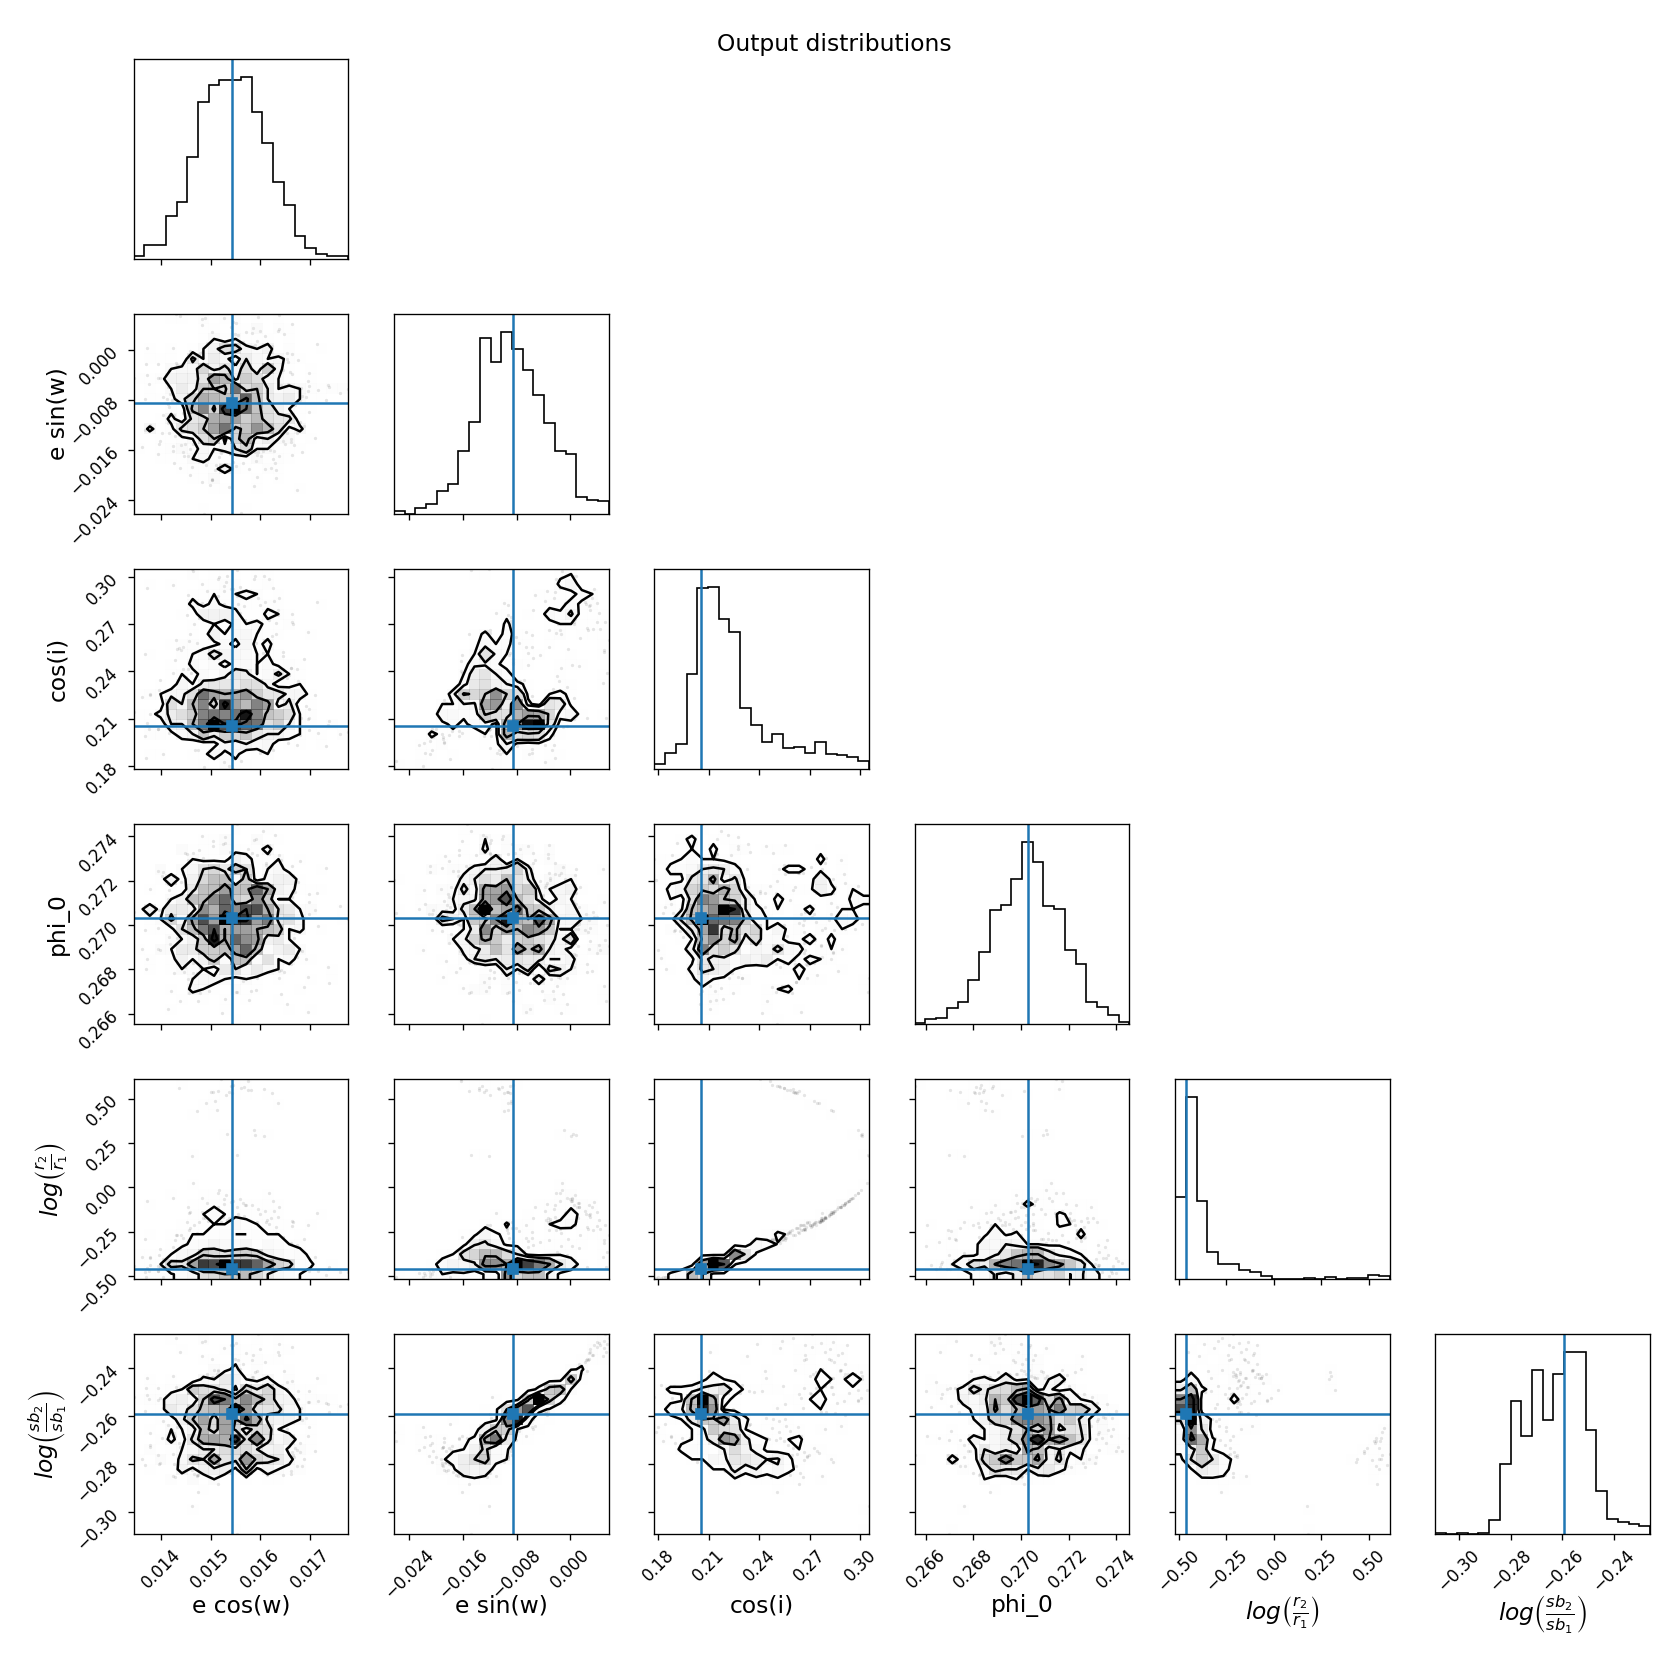 Output distributions
0.000
−0.008
−0.016
−0.024
e sin(w)
0.30
0.27
0.24
0.21
0.18
cos(i)
0.274
0.272
0.270
0.268
0.266
phi_0
0.50
0.25
0.00
−0.25
−0.50
log(r₂/r₁)
−0.24
−0.26
−0.28
−0.30
log(sb₂/sb₁)
0.014 0.015 0.016 0.017 −0.024 −0.016 −0.008 0.000 0.18 0.21 0.24 0.27 0.30 0.266 0.268 0.270 0.272 0.274 −0.50 −0.25 0.00 0.25 0.50 −0.30 −0.28 −0.26 −0.24
e cos(w) e sin(w) cos(i) phi_0 log(r₂/r₁) log(sb₂/sb₁)